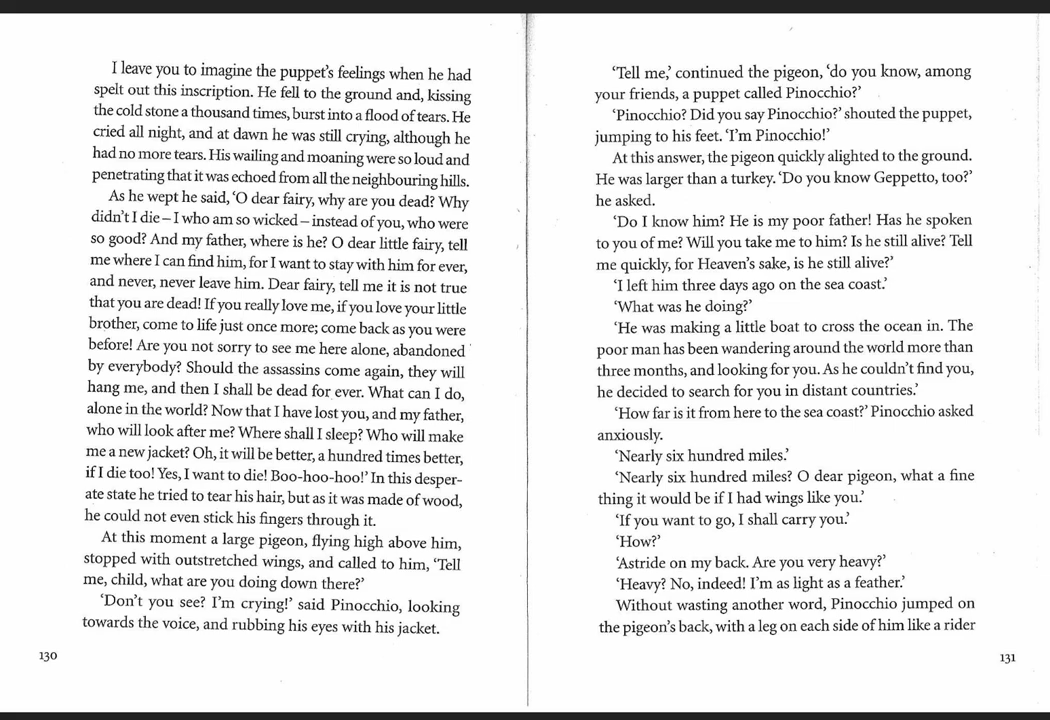 I leave you to imagine the puppet's feelings when he had
spelt out this inscription. He fell to the ground and, kissing
the cold stone a thousand times, burst into a flood of tears. He
cried all night, and at dawn he was still crying, although he
had no more tears. His wailing and moaning were so loud and
penetrating that it was echoed from all the neighbouring hills.
As he wept he said, ‘O dear fairy, why are you dead? Why
didn't I die – I who am so wicked – instead of you, who were
so good? And my father, where is he? O dear little fairy, tell
me where I can find him, for I want to stay with him for ever,
and never, never leave him. Dear fairy, tell me it is not true
that you are dead! If you really love me, if you love your little
brother, come to life just once more; come back as you were
before! Are you not sorry to see me here alone, abandoned
by everybody? Should the assassins come again, they will
hang me, and then I shall be dead for ever. What can I do,
alone in the world? Now that I have lost you, and my father,
who will look after me? Where shall I sleep? Who will make
me a new jacket? Oh, it will be better, a hundred times better,
if I die too! Yes, I want to die! Boo-hoo-hoo!’ In this desper-
ate state he tried to tear his hair, but as it was made of wood,
he could not even stick his fingers through it.
At this moment a large pigeon, flying high above him,
stopped with outstretched wings, and called to him, ‘Tell
me, child, what are you doing down there?’
‘Don't you see? I'm crying!’ said Pinocchio, looking
towards the voice, and rubbing his eyes with his jacket.
130
‘Tell me,’ continued the pigeon, ‘do you know, among
your friends, a puppet called Pinocchio?’
‘Pinocchio? Did you say Pinocchio?’ shouted the puppet,
jumping to his feet. ‘I'm Pinocchio!’
At this answer, the pigeon quickly alighted to the ground.
He was larger than a turkey. ‘Do you know Geppetto, too?’
he asked.
‘Do I know him? He is my poor father! Has he spoken
to you of me? Will you take me to him? Is he still alive? Tell
me quickly, for Heaven's sake, is he still alive?’
‘I left him three days ago on the sea coast.’
‘What was he doing?’
‘He was making a little boat to cross the ocean in. The
poor man has been wandering around the world more than
three months, and looking for you. As he couldn't find you,
he decided to search for you in distant countries.’
‘How far is it from here to the sea coast?’ Pinocchio asked
anxiously.
‘Nearly six hundred miles.’
‘Nearly six hundred miles? O dear pigeon, what a fine
thing it would be if I had wings like you.’
‘If you want to go, I shall carry you.’
‘How?’
‘Astride on my back. Are you very heavy?’
‘Heavy? No, indeed! I'm as light as a feather.’
Without wasting another word, Pinocchio jumped on
the pigeon's back, with a leg on each side of him like a rider
131